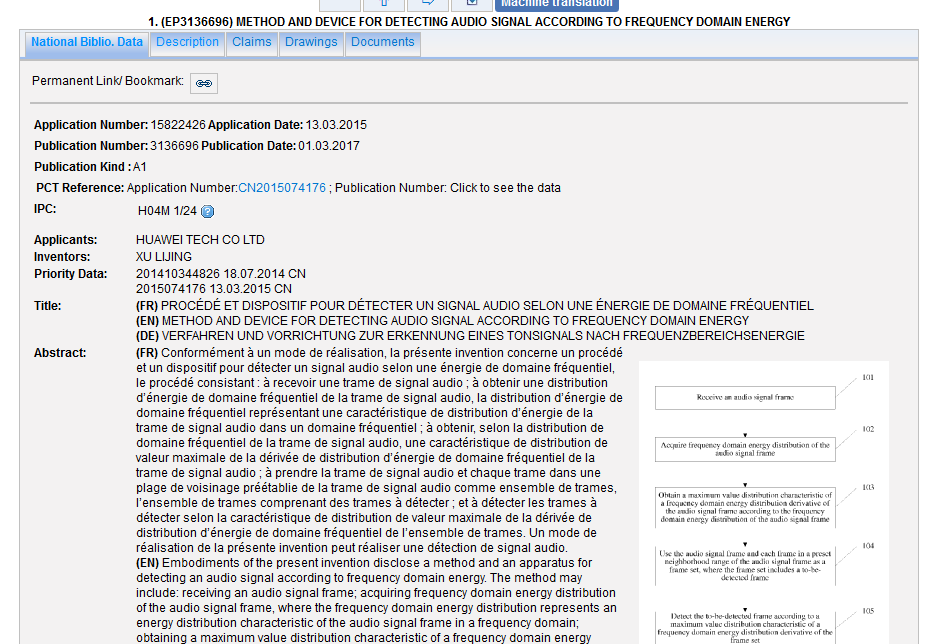 Machine translation
1. (EP3136696) METHOD AND DEVICE FOR DETECTING AUDIO SIGNAL ACCORDING TO FREQUENCY DOMAIN ENERGY
National Biblio. Data Description Claims Drawings Documents
Permanent Link/ Bookmark:
Application Number: 15822426 Application Date: 13.03.2015
Publication Number: 3136696 Publication Date: 01.03.2017
Publication Kind : A1
PCT Reference: Application Number:CN2015074176 ; Publication Number: Click to see the data
IPC: H04M 1/24 ?
Applicants: HUAWEI TECH CO LTD
Inventors: XU LIJING
Priority Data: 201410344826 18.07.2014 CN
2015074176 13.03.2015 CN
Title: (FR) PROCÉDÉ ET DISPOSITIF POUR DÉTECTER UN SIGNAL AUDIO SELON UNE ÉNERGIE DE DOMAINE FRÉQUENTIEL
(EN) METHOD AND DEVICE FOR DETECTING AUDIO SIGNAL ACCORDING TO FREQUENCY DOMAIN ENERGY
(DE) VERFAHREN UND VORRICHTUNG ZUR ERKENNUNG EINES TONSIGNALS NACH FREQUENZBEREICHSENERGIE
Abstract: (FR) Conformément à un mode de réalisation, la présente invention concerne un procédé
et un dispositif pour détecter un signal audio selon une énergie de domaine fréquentiel,
le procédé consistant : à recevoir une trame de signal audio ; à obtenir une distribution
d'énergie de domaine fréquentiel de la trame de signal audio, la distribution d'énergie de
domaine fréquentiel représentant une caractéristique de distribution d'énergie de la
trame de signal audio dans un domaine fréquentiel ; à obtenir, selon la distribution de
domaine fréquentiel de la trame de signal audio, une caractéristique de distribution de
valeur maximale de la dérivée de distribution d'énergie de domaine fréquentiel de la
trame de signal audio ; à prendre la trame de signal audio et chaque trame dans une
plage de voisinage préétablie de la trame de signal audio comme ensemble de trames,
l'ensemble de trames comprenant des trames à détecter ; et à détecter les trames à
détecter selon la caractéristique de distribution de valeur maximale de la dérivée de
distribution d'énergie de domaine fréquentiel de l'ensemble de trames. Un mode de
réalisation de la présente invention peut réaliser une détection de signal audio.
(EN) Embodiments of the present invention disclose a method and an apparatus for
detecting an audio signal according to frequency domain energy. The method may
include: receiving an audio signal frame; acquiring frequency domain energy distribution
of the audio signal frame, where the frequency domain energy distribution represents an
energy distribution characteristic of the audio signal frame in a frequency domain;
obtaining a maximum value distribution characteristic of a frequency domain energy
101
Receive an audio signal frame
102
Acquire frequency domain energy distribution of the
audio signal frame
103
Obtain a maximum value distribution characteristic of
a frequency domain energy distribution derivative of
the audio signal frame according to the frequency
domain energy distribution of the audio signal frame
104
Use the audio signal frame and each frame in a preset
neighborhood range of the audio signal frame as a
frame set, where the frame set includes a to-be-
detected frame
105
Detect the to-be-detected frame according to a
maximum value distribution characteristic of a
frequency domain energy distribution derivative of the
frame set